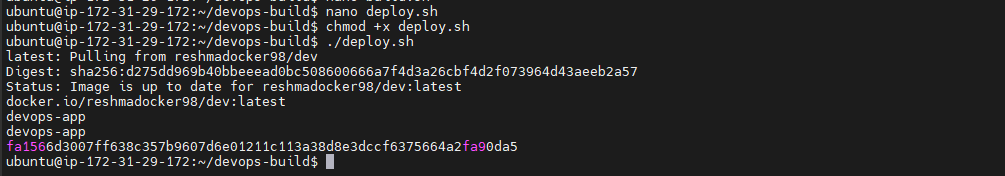 ubuntu@ip-172-31-29-172:~/devops-build$ nano deploy.sh
ubuntu@ip-172-31-29-172:~/devops-build$ chmod +x deploy.sh
ubuntu@ip-172-31-29-172:~/devops-build$ ./deploy.sh
latest: Pulling from reshmadocker98/dev
Digest: sha256:d275dd969b40bbeeead0bc508600666a7f4d3a26cbf4d2f073964d43aeeb2a57
Status: Image is up to date for reshmadocker98/dev:latest
docker.io/reshmadocker98/dev:latest
devops-app
devops-app
fa1566d3007ff638c357b9607d6e01211c113a38d8e3dccf6375664a2fa90da5
ubuntu@ip-172-31-29-172:~/devops-build$